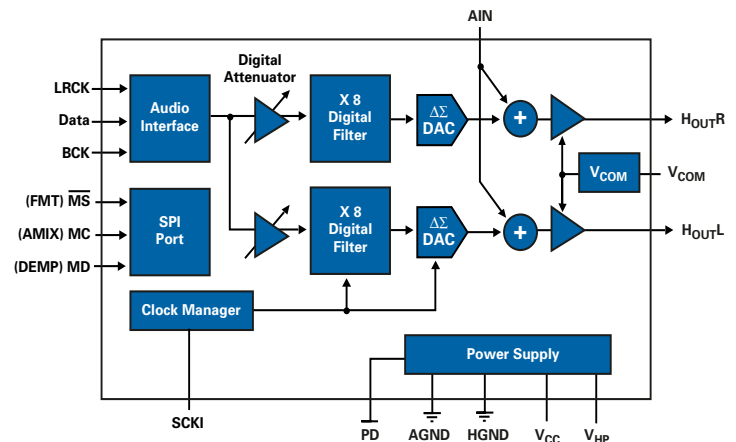 AIN
Digital
Attenuator
LRCK
Data
BCK
Audio
Interface
X 8
Digital
Filter
ΔΣ
DAC
+
HOUTR
VCOM
VCOM
(FMT) M̅S̅
(AMIX) MC
(DEMP) MD
SPI
Port
X 8
Digital
Filter
ΔΣ
DAC
+
HOUTL
Clock Manager
Power Supply
SCKI
P̅D̅
AGND
HGND
VCC
VHP